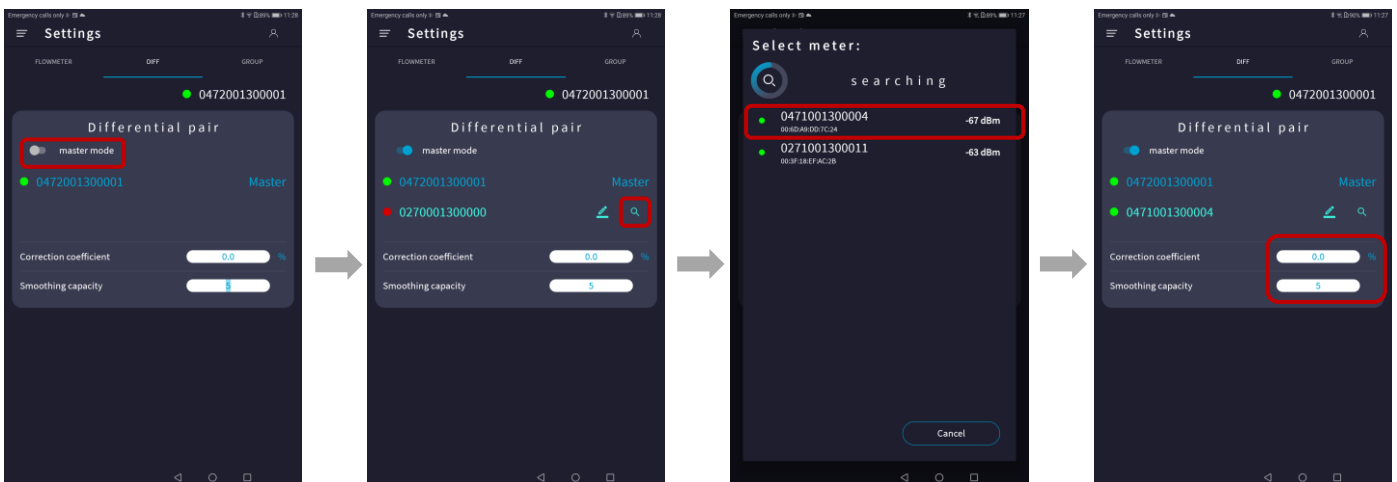 Emergency calls only 11:28
Settings
FLOWMETER DIFF GROUP
0472001300001
Differential pair
master mode
0472001300001 Master
Correction coefficient 0.0 %
Smoothing capacity 5
Emergency calls only 11:28
Settings
FLOWMETER DIFF GROUP
0472001300001
Differential pair
master mode
0472001300001 Master
0270001300000
Correction coefficient 0.0 %
Smoothing capacity 5
Emergency calls only 11:27
Select meter:
searching
0471001300004 -67 dBm
00:6D:A9:DD:7C:24
0271001300011 -63 dBm
00:3F:18:EF:AC:2B
Cancel
Emergency calls only 90% 11:27
Settings
FLOWMETER DIFF GROUP
0472001300001
Differential pair
master mode
0472001300001 Master
0471001300004
Correction coefficient 0.0 %
Smoothing capacity 5